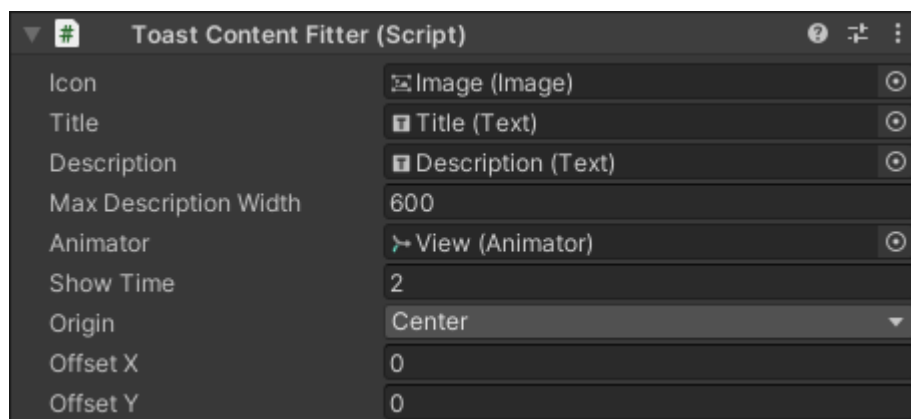 Toast Content Fitter (Script)
Icon Image (Image)
Title Title (Text)
Description Description (Text)
Max Description Width 600
Animator View (Animator)
Show Time 2
Origin Center
Offset X 0
Offset Y 0